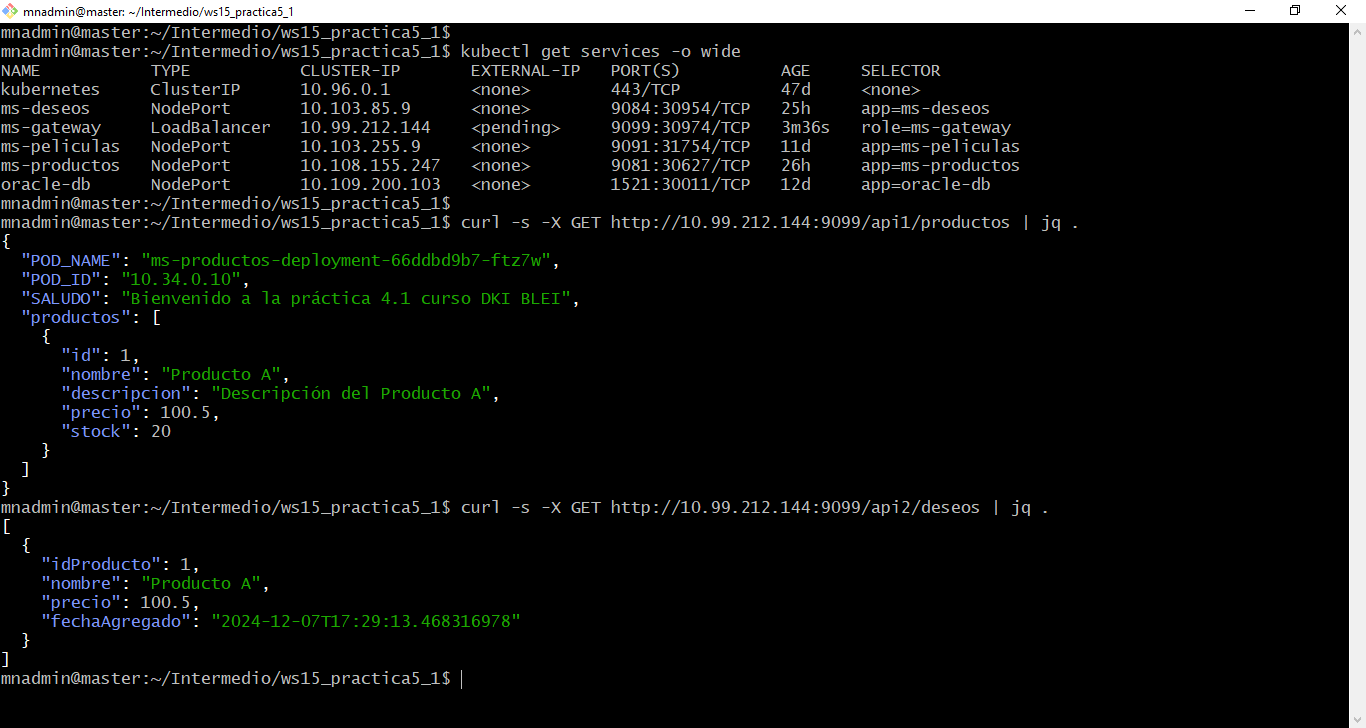 mnadmin@master: ~/Intermedio/ws15_practica5_1
mnadmin@master:~/Intermedio/ws15_practica5_1$
mnadmin@master:~/Intermedio/ws15_practica5_1$ kubectl get services -o wide
NAME           TYPE           CLUSTER-IP       EXTERNAL-IP   PORT(S)          AGE     SELECTOR
kubernetes     ClusterIP      10.96.0.1        <none>        443/TCP          47d     <none>
ms-deseos      NodePort       10.103.85.9      <none>        9084:30954/TCP   25h     app=ms-deseos
ms-gateway     LoadBalancer   10.99.212.144    <pending>     9099:30974/TCP   3m36s   role=ms-gateway
ms-peliculas   NodePort       10.103.255.9     <none>        9091:31754/TCP   11d     app=ms-peliculas
ms-productos   NodePort       10.108.155.247   <none>        9081:30627/TCP   26h     app=ms-productos
oracle-db      NodePort       10.109.200.103   <none>        1521:30011/TCP   12d     app=oracle-db
mnadmin@master:~/Intermedio/ws15_practica5_1$
mnadmin@master:~/Intermedio/ws15_practica5_1$ curl -s -X GET http://10.99.212.144:9099/api1/productos | jq .
{
  "POD_NAME": "ms-productos-deployment-66ddbd9b7-ftz7w",
  "POD_ID": "10.34.0.10",
  "SALUDO": "Bienvenido a la práctica 4.1 curso DKI BLEI",
  "productos": [
    {
      "id": 1,
      "nombre": "Producto A",
      "descripcion": "Descripción del Producto A",
      "precio": 100.5,
      "stock": 20
    }
  ]
}
mnadmin@master:~/Intermedio/ws15_practica5_1$ curl -s -X GET http://10.99.212.144:9099/api2/deseos | jq .
[
  {
    "idProducto": 1,
    "nombre": "Producto A",
    "precio": 100.5,
    "fechaAgregado": "2024-12-07T17:29:13.468316978"
  }
]
mnadmin@master:~/Intermedio/ws15_practica5_1$